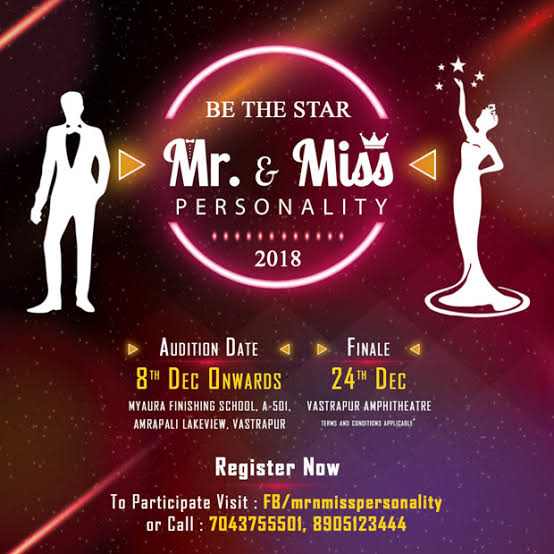 BE THE STAR
Mr. & Miss
PERSONALITY
2018
AUDITION DATE
8TH DEC ONWARDS
MYAURA FINISHING SCHOOL, A-501,
AMRAPALI LAKEVIEW, VASTRAPUR
FINALE
24TH DEC
VASTRAPUR AMPHITHEATRE
TERMS AND CONDITIONS APPLICABLE*
Register Now
To Participate Visit : FB/mrnmisspersonality
or Call : 7043755501, 8905123444